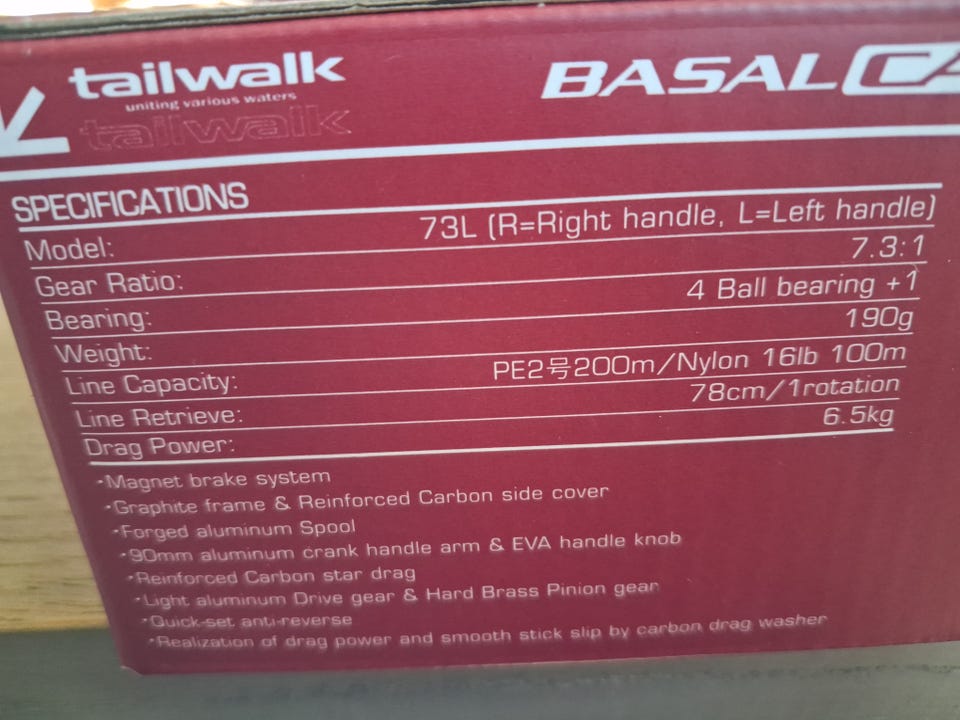 tailwalk
uniting various waters
tailwalk
BASAL CA
SPECIFICATIONS
Model: 73L (R=Right handle, L=Left handle)
Gear Ratio: 7.3:1
Bearing: 4 Ball bearing +1
Weight: 190g
Line Capacity: PE2号200m/Nylon 16lb 100m
Line Retrieve: 78cm/1rotation
Drag Power: 6.5kg
·Magnet brake system
·Graphite frame & Reinforced Carbon side cover
·Forged aluminum Spool
·90mm aluminum crank handle arm & EVA handle knob
·Reinforced Carbon star drag
·Light aluminum Drive gear & Hard Brass Pinion gear
·Quick-set anti-reverse
·Realization of drag power and smooth stick slip by carbon drag washer